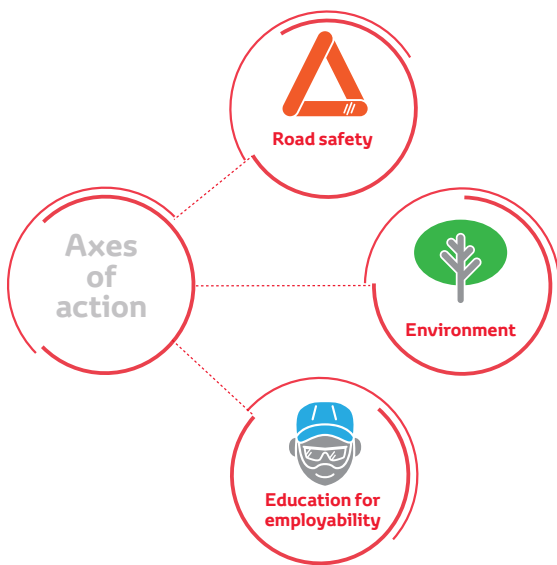 Road safety
Axes
of
action
Environment
Education for
employability